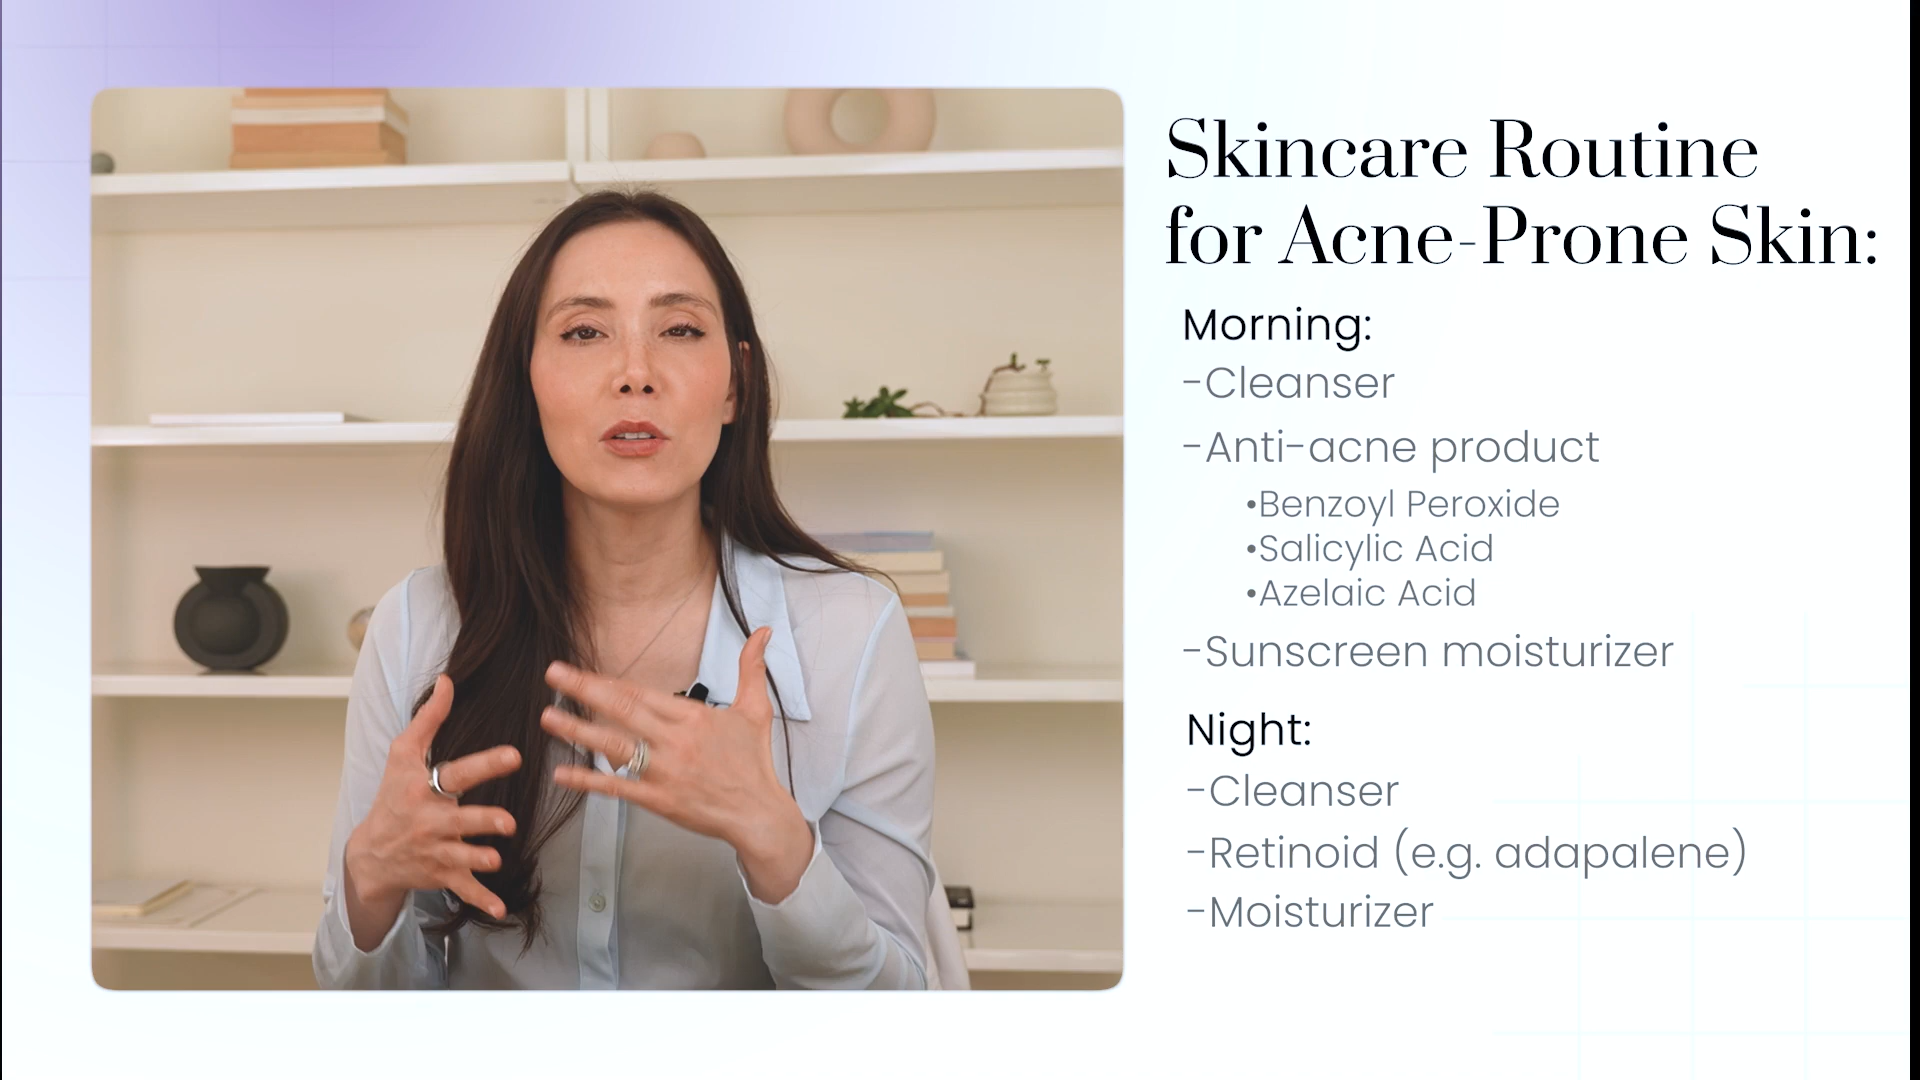 Skincare Routine
for Acne-Prone Skin:
Morning:
-Cleanser
-Anti-acne product
•Benzoyl Peroxide
•Salicylic Acid
•Azelaic Acid
-Sunscreen moisturizer
Night:
-Cleanser
-Retinoid (e.g. adapalene)
-Moisturizer